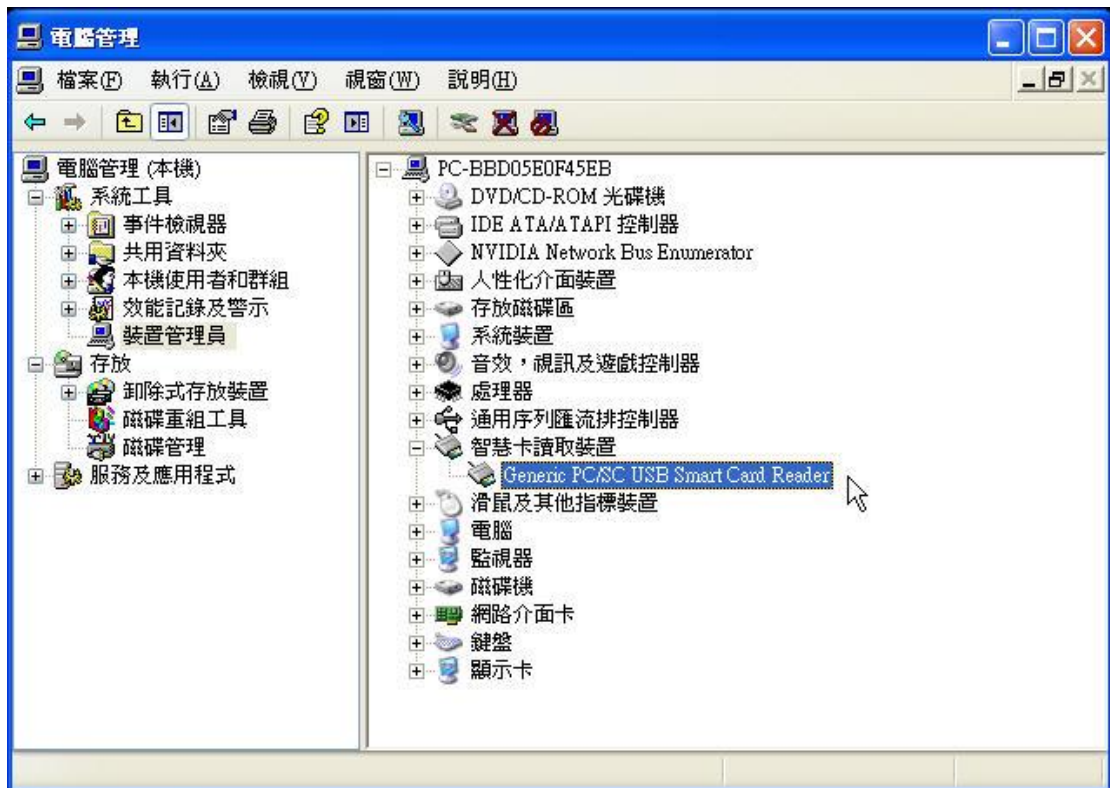 電腦管理
檔案(F) 執行(A) 檢視(V) 視窗(W) 說明(H)
電腦管理 (本機)
系統工具
事件檢視器
共用資料夾
本機使用者和群組
效能記錄及警示
裝置管理員
存放
卸除式存放裝置
磁碟重組工具
磁碟管理
服務及應用程式
PC-BBD05E0F45EB
DVD/CD-ROM 光碟機
IDE ATA/ATAPI 控制器
NVIDIA Network Bus Enumerator
人性化介面裝置
存放磁碟區
系統裝置
音效，視訊及遊戲控制器
處理器
通用序列匯流排控制器
智慧卡讀取裝置
Generic PC/SC USB Smart Card Reader
滑鼠及其他指標裝置
電腦
監視器
磁碟機
網路介面卡
鍵盤
顯示卡